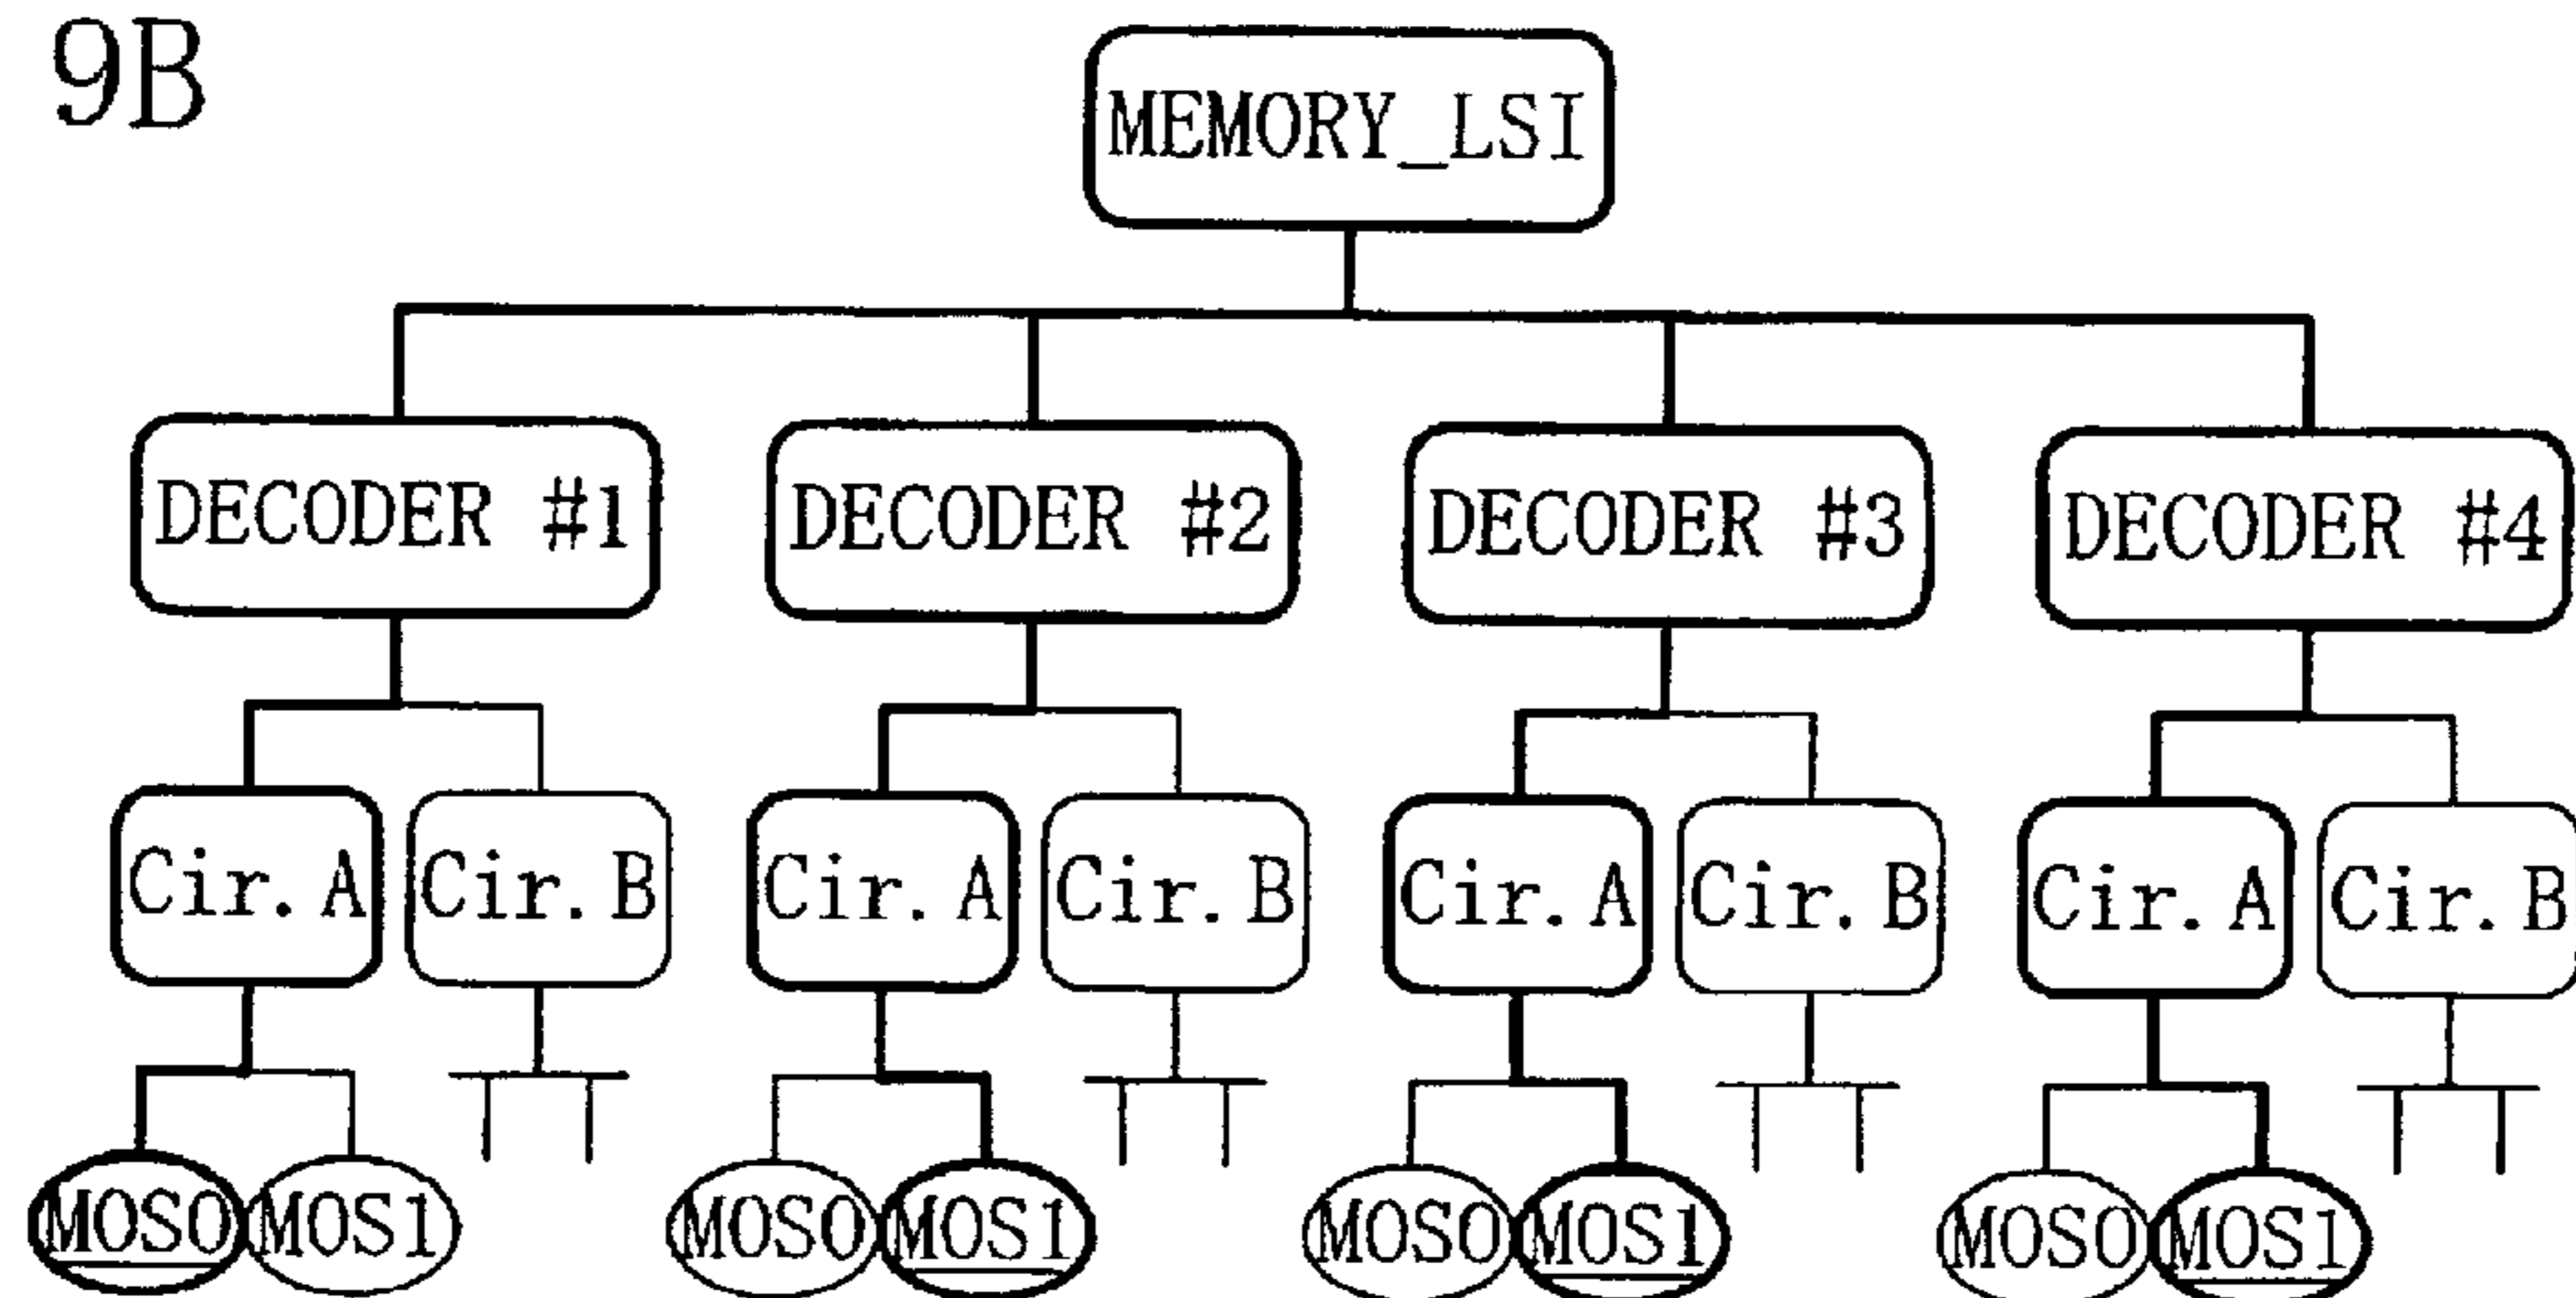 9B
MEMORY_LSI
DECODER #1 DECODER #2 DECODER #3 DECODER #4
Cir. A Cir. B Cir. A Cir. B Cir. A Cir. B Cir. A Cir. B
MOS0 MOS1 MOS0 MOS1 MOS0 MOS1 MOS0 MOS1